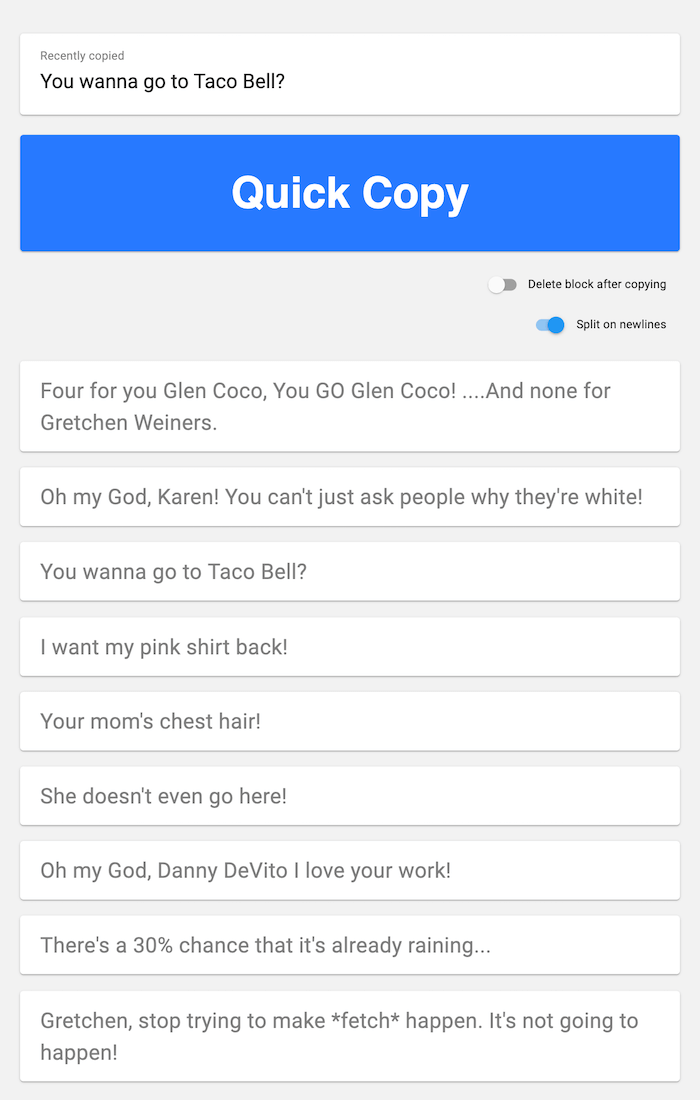 Recently copied
You wanna go to Taco Bell?
Quick Copy
Delete block after copying
Split on newlines
Four for you Glen Coco, You GO Glen Coco! ....And none for
Gretchen Weiners.
Oh my God, Karen! You can't just ask people why they're white!
You wanna go to Taco Bell?
I want my pink shirt back!
Your mom's chest hair!
She doesn't even go here!
Oh my God, Danny DeVito I love your work!
There's a 30% chance that it's already raining...
Gretchen, stop trying to make *fetch* happen. It's not going to
happen!